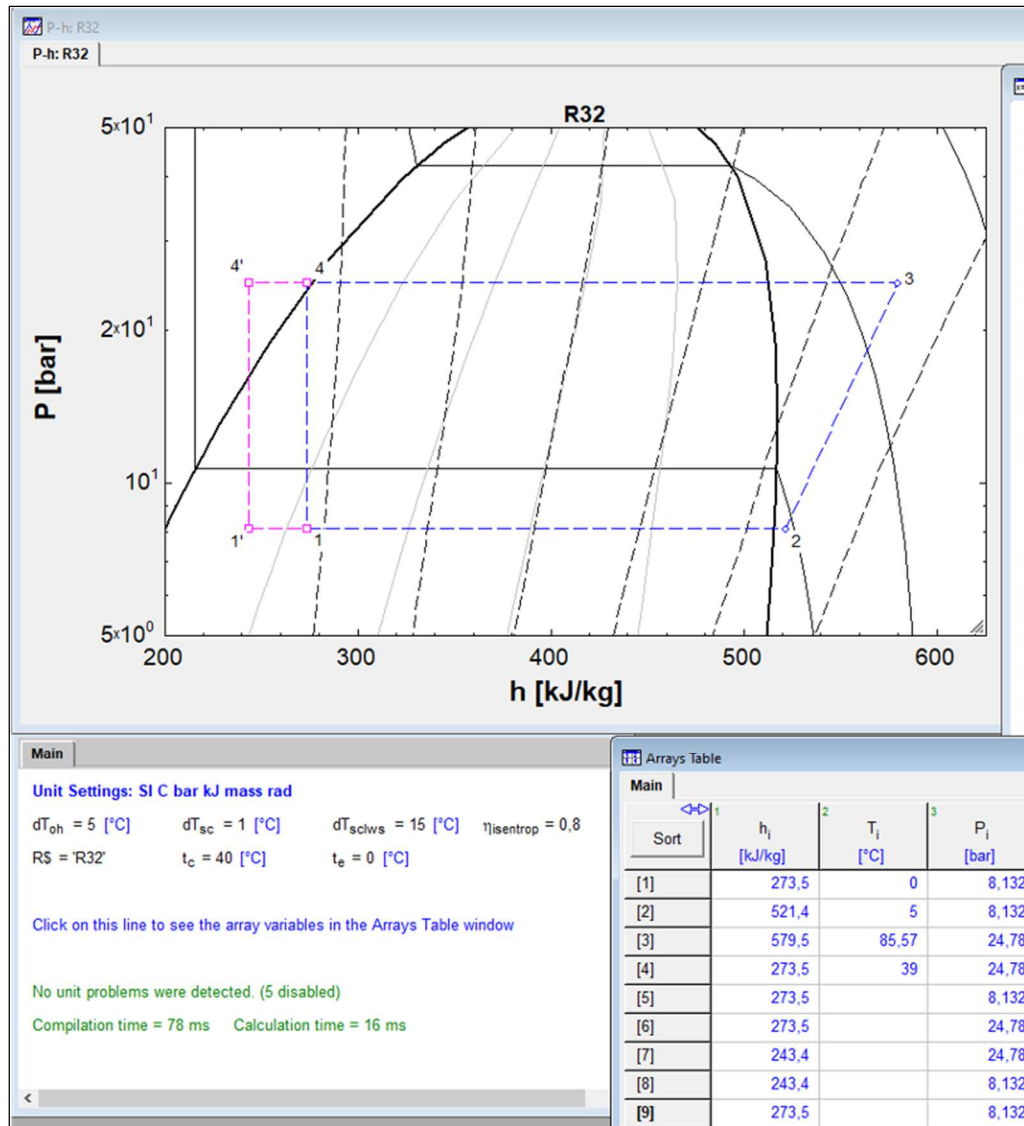 P-h: R32
P-h: R32
R32
5x10¹
2x10¹
10¹
5x10⁰
P [bar]
4'
4
3
1'
1
2
200
300
400
500
600
h [kJ/kg]
Main
Unit Settings: SI C bar kJ mass rad
dT_oh = 5 [°C] dT_sc = 1 [°C] dT_sclws = 15 [°C] η_isentrop = 0,8
R$ = 'R32' t_c = 40 [°C] t_e = 0 [°C]
Click on this line to see the array variables in the Arrays Table window
No unit problems were detected. (5 disabled)
Compilation time = 78 ms Calculation time = 16 ms
Arrays Table
Main
Sort
1 h_i [kJ/kg]
2 T_i [°C]
3 P_i [bar]
[1] 273,5 0 8,132
[2] 521,4 5 8,132
[3] 579,5 85,57 24,78
[4] 273,5 39 24,78
[5] 273,5 8,132
[6] 273,5 24,78
[7] 243,4 24,78
[8] 243,4 8,132
[9] 273,5 8,132